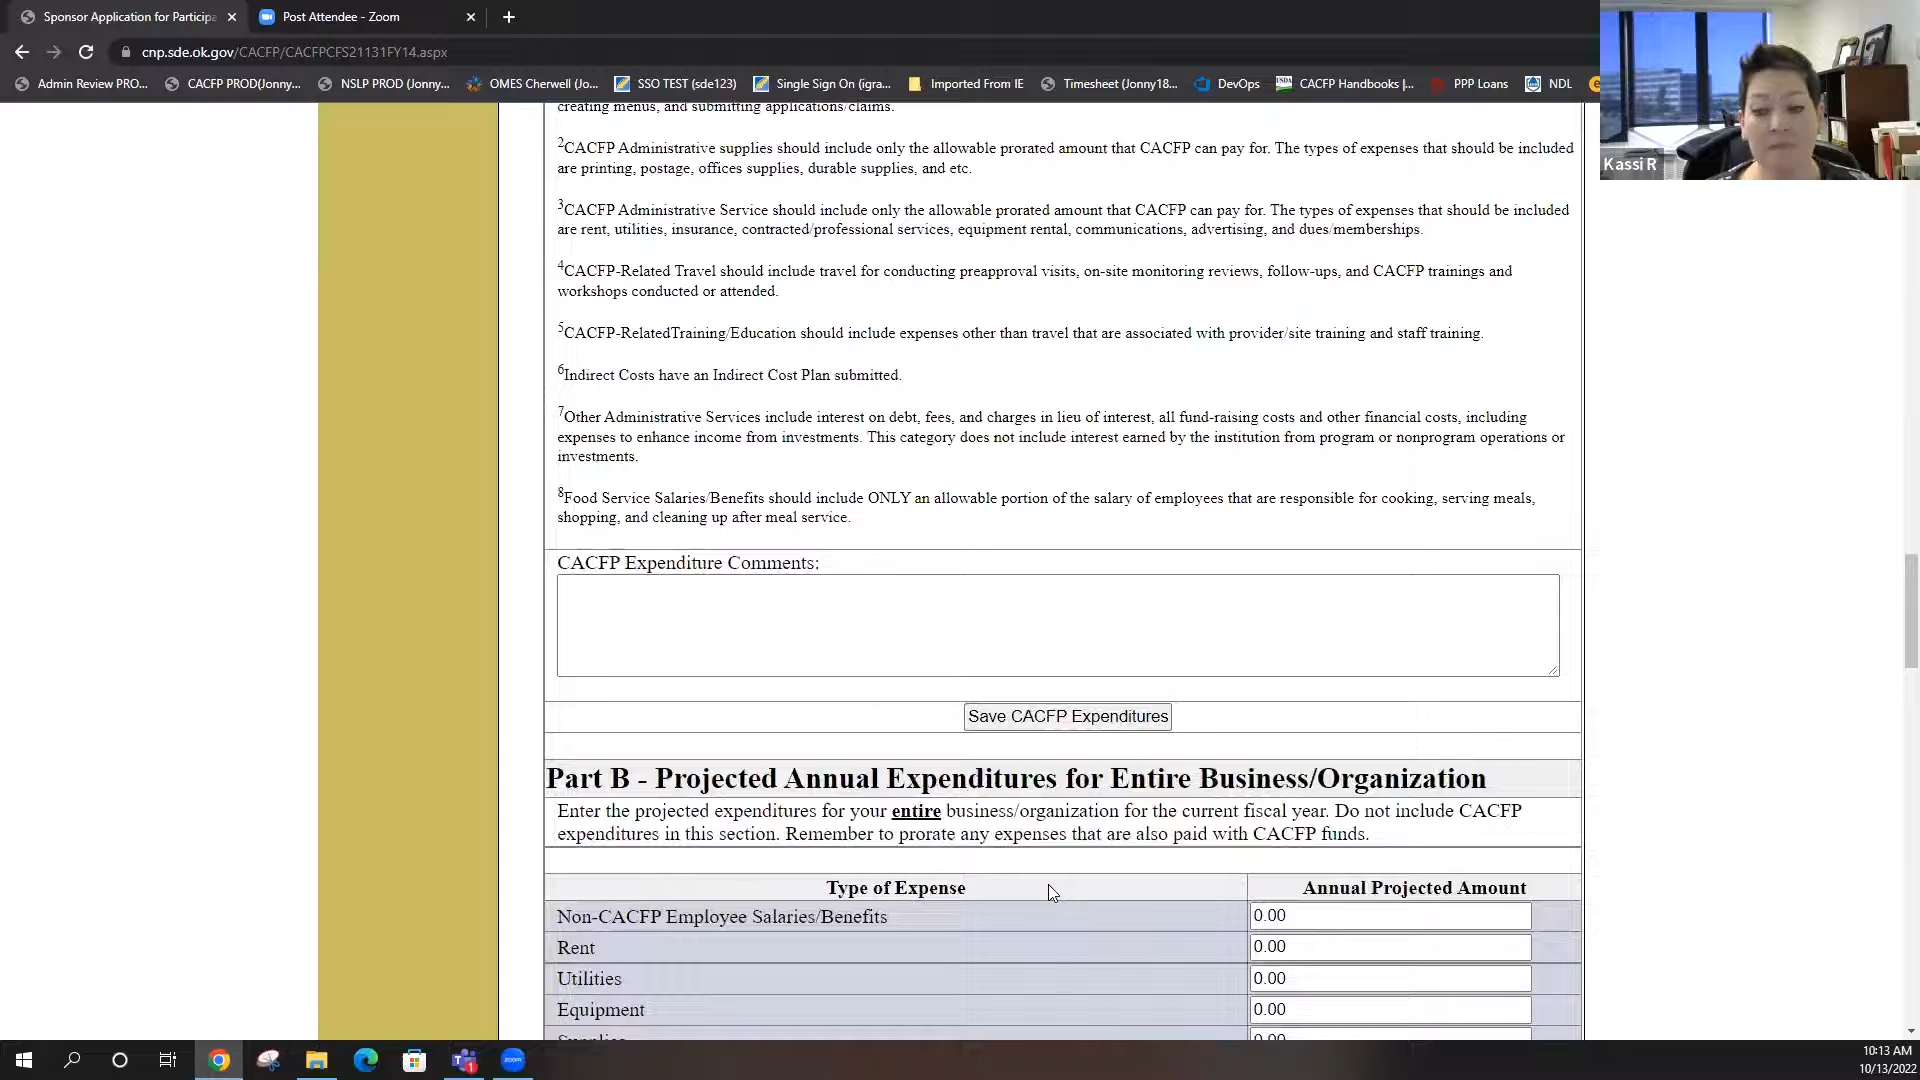 Sponsor Application for Participa
Post Attendee - Zoom
cnp.sde.ok.gov/CACFP/CACFPCFS21131FY14.aspx
Admin Review PRO...
CACFP PROD(Jonny...
NSLP PROD (Jonny...
OMES Cherwell (Jo...
SSO TEST (sde123)
Single Sign On (igra...
Imported From IE
Timesheet (Jonny18...
DevOps
CACFP Handbooks |...
PPP Loans
NDL
Kassi R
creating menus, and submitting applications/claims.
2CACFP Administrative supplies should include only the allowable prorated amount that CACFP can pay for. The types of expenses that should be included
are printing, postage, offices supplies, durable supplies, and etc.
3CACFP Administrative Service should include only the allowable prorated amount that CACFP can pay for. The types of expenses that should be included
are rent, utilities, insurance, contracted/professional services, equipment rental, communications, advertising, and dues/memberships.
4CACFP-Related Travel should include travel for conducting preapproval visits, on-site monitoring reviews, follow-ups, and CACFP trainings and
workshops conducted or attended.
5CACFP-RelatedTraining/Education should include expenses other than travel that are associated with provider/site training and staff training.
6Indirect Costs have an Indirect Cost Plan submitted.
7Other Administrative Services include interest on debt, fees, and charges in lieu of interest, all fund-raising costs and other financial costs, including
expenses to enhance income from investments. This category does not include interest earned by the institution from program or nonprogram operations or
investments.
8Food Service Salaries/Benefits should include ONLY an allowable portion of the salary of employees that are responsible for cooking, serving meals,
shopping, and cleaning up after meal service.
CACFP Expenditure Comments:
Save CACFP Expenditures
Part B - Projected Annual Expenditures for Entire Business/Organization
Enter the projected expenditures for your entire business/organization for the current fiscal year. Do not include CACFP
expenditures in this section. Remember to prorate any expenses that are also paid with CACFP funds.
Type of Expense
Annual Projected Amount
Non-CACFP Employee Salaries/Benefits
0.00
Rent
0.00
Utilities
0.00
Equipment
0.00
Supplies
0.00
1
zoom
10:13 AM
10/13/2022